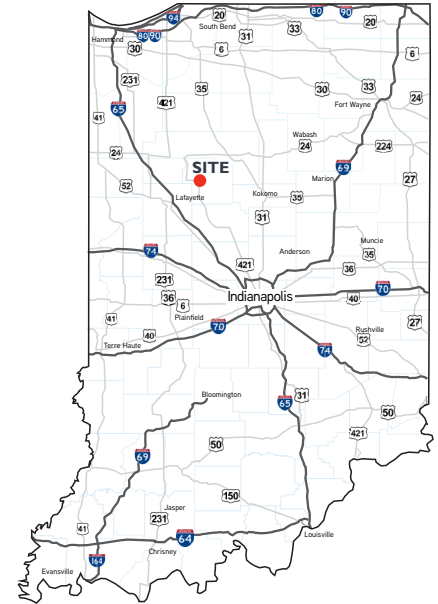 94
20
80
90
20
South Bend
33
Hammond
80 90
31
30
6
6
231
35
30
33
421
Fort Wayne
24
65
41
Wabash
24
224
24
69
SITE
52
Marion
27
Lafayette
Kokomo
35
31
Muncie
74
Anderson
35
421
36
231
70
Indianapolis
36
6
40
41
Plainfield
70
27
Rushville
40
52
Terre Haute
74
Bloomington
31
65
50
421
50
69
150
Jasper
231
41
64
Louisville
Chrisney
164
Evansville